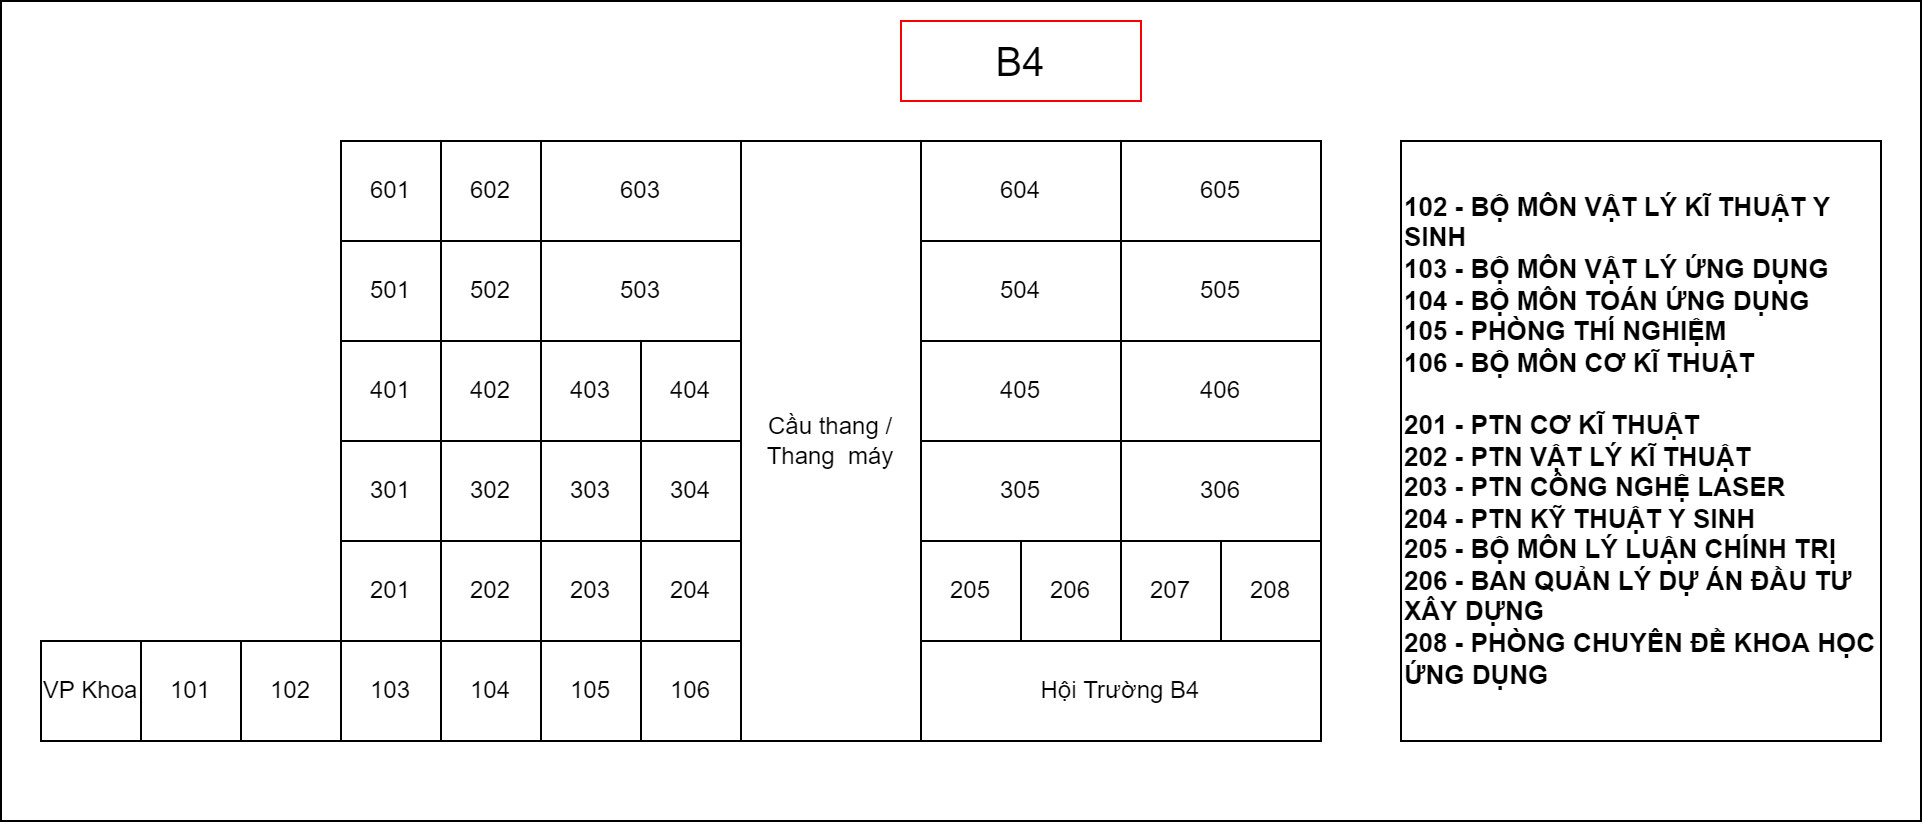 B4
601 602 603 604 605
501 502 503 504 505
401 402 403 404 405 406
Cầu thang /
Thang máy
301 302 303 304 305 306
201 202 203 204 205 206 207 208
VP Khoa 101 102 103 104 105 106 Hội Trường B4
102 - BỘ MÔN VẬT LÝ KĨ THUẬT Y
SINH
103 - BỘ MÔN VẬT LÝ ỨNG DỤNG
104 - BỘ MÔN TOÁN ỨNG DỤNG
105 - PHÒNG THÍ NGHIỆM
106 - BỘ MÔN CƠ KĨ THUẬT
201 - PTN CƠ KĨ THUẬT
202 - PTN VẬT LÝ KĨ THUẬT
203 - PTN CÔNG NGHỆ LASER
204 - PTN KỸ THUẬT Y SINH
205 - BỘ MÔN LÝ LUẬN CHÍNH TRỊ
206 - BAN QUẢN LÝ DỰ ÁN ĐẦU TƯ
XÂY DỰNG
208 - PHÒNG CHUYÊN ĐỀ KHOA HỌC
ỨNG DỤNG